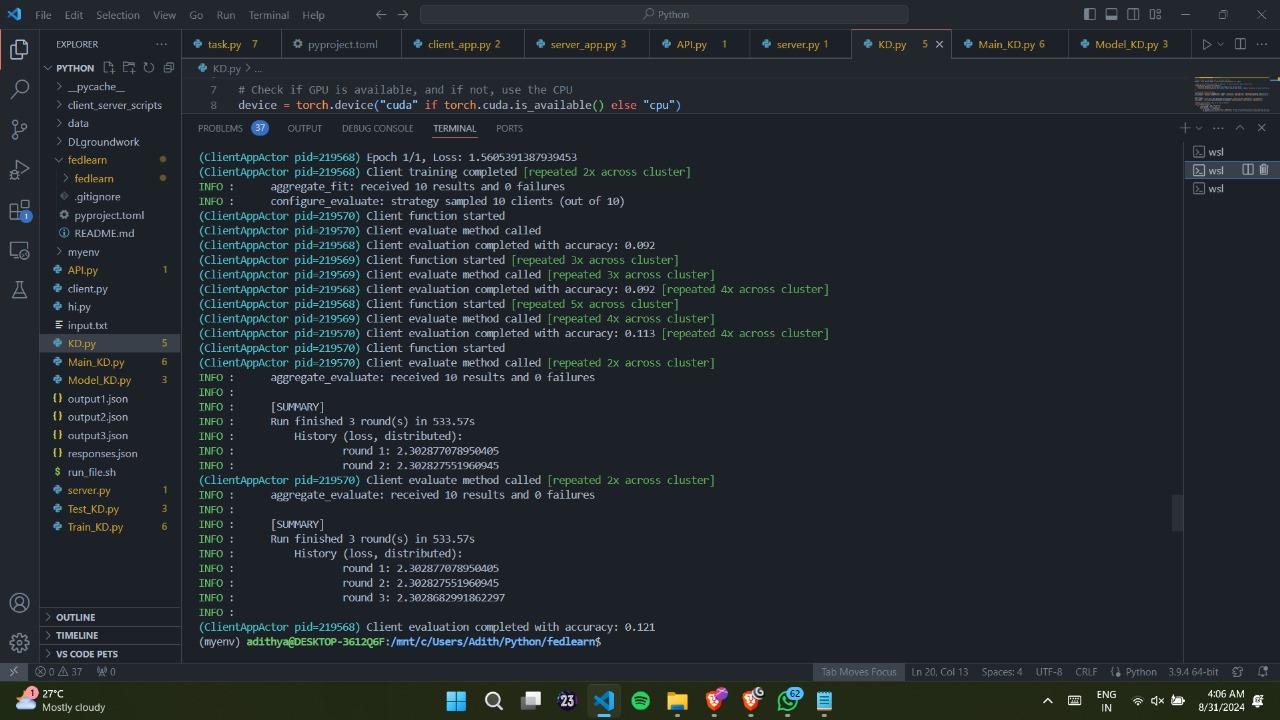 File Edit Selection View Go Run Terminal Help
Python
EXPLORER
PYTHON
__pycache__
client_server_scripts
data
DLgroundwork
fedlearn
fedlearn
.gitignore
pyproject.toml
README.md
myenv
API.py 1
client.py
hi.py
input.txt
KD.py 5
Main_KD.py 6
Model_KD.py 3
output1.json
output2.json
output3.json
responses.json
run_file.sh
server.py 1
Test_KD.py 3
Train_KD.py 6
OUTLINE
TIMELINE
VS CODE PETS
1
task.py 7 pyproject.toml client_app.py 2 server_app.py 3 API.py 1 server.py 1 KD.py 5 Main_KD.py 6 Model_KD.py 3
KD.py > ...
7 # Check if GPU is available, and if not, use the CPU
8 device = torch.device("cuda" if torch.cuda.is_available() else "cpu")
PROBLEMS 37 OUTPUT DEBUG CONSOLE TERMINAL PORTS
wsl
wsl
wsl
(ClientAppActor pid=219568) Epoch 1/1, Loss: 1.5605391387939453
(ClientAppActor pid=219568) Client training completed [repeated 2x across cluster]
INFO : aggregate_fit: received 10 results and 0 failures
INFO : configure_evaluate: strategy sampled 10 clients (out of 10)
(ClientAppActor pid=219570) Client function started
(ClientAppActor pid=219570) Client evaluate method called
(ClientAppActor pid=219568) Client evaluation completed with accuracy: 0.092
(ClientAppActor pid=219569) Client function started [repeated 3x across cluster]
(ClientAppActor pid=219569) Client evaluate method called [repeated 3x across cluster]
(ClientAppActor pid=219568) Client evaluation completed with accuracy: 0.092 [repeated 4x across cluster]
(ClientAppActor pid=219568) Client function started [repeated 5x across cluster]
(ClientAppActor pid=219569) Client evaluate method called [repeated 4x across cluster]
(ClientAppActor pid=219570) Client evaluation completed with accuracy: 0.113 [repeated 4x across cluster]
(ClientAppActor pid=219570) Client function started
(ClientAppActor pid=219570) Client evaluate method called [repeated 2x across cluster]
INFO : aggregate_evaluate: received 10 results and 0 failures
INFO :
INFO : [SUMMARY]
INFO : Run finished 3 round(s) in 533.57s
INFO : History (loss, distributed):
INFO : round 1: 2.302877078950405
INFO : round 2: 2.302827551960945
(ClientAppActor pid=219570) Client evaluate method called [repeated 2x across cluster]
INFO : aggregate_evaluate: received 10 results and 0 failures
INFO :
INFO : [SUMMARY]
INFO : Run finished 3 round(s) in 533.57s
INFO : History (loss, distributed):
INFO : round 1: 2.302877078950405
INFO : round 2: 2.302827551960945
INFO : round 3: 2.3028682991862297
INFO :
(ClientAppActor pid=219568) Client evaluation completed with accuracy: 0.121
(myenv) adithya@DESKTOP-3612Q6F:/mnt/c/Users/Adith/Python/fedlearn$
0 37 0 Tab Moves Focus Ln 20, Col 13 Spaces: 4 UTF-8 CRLF Python 3.9.4 64-bit
1
27°C
Mostly cloudy
23
62
ENG
IN
4:06 AM
8/31/2024